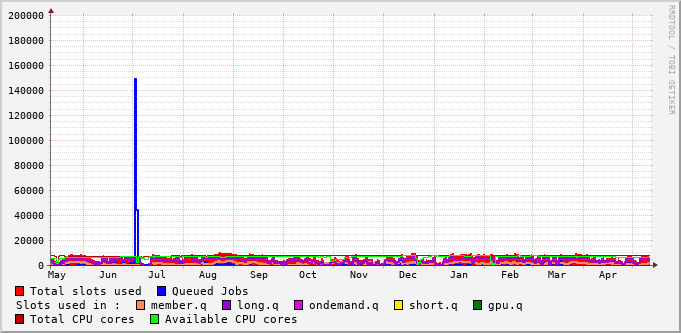 200000
180000
160000
140000
120000
100000
80000
60000
40000
20000
0
May Jun Jul Aug Sep Oct Nov Dec Jan Feb Mar Apr
Total slots used Queued Jobs
Slots used in : member.q long.q ondemand.q short.q gpu.q
Total CPU cores Available CPU cores
RRDTOOL / TOBI OETIKER